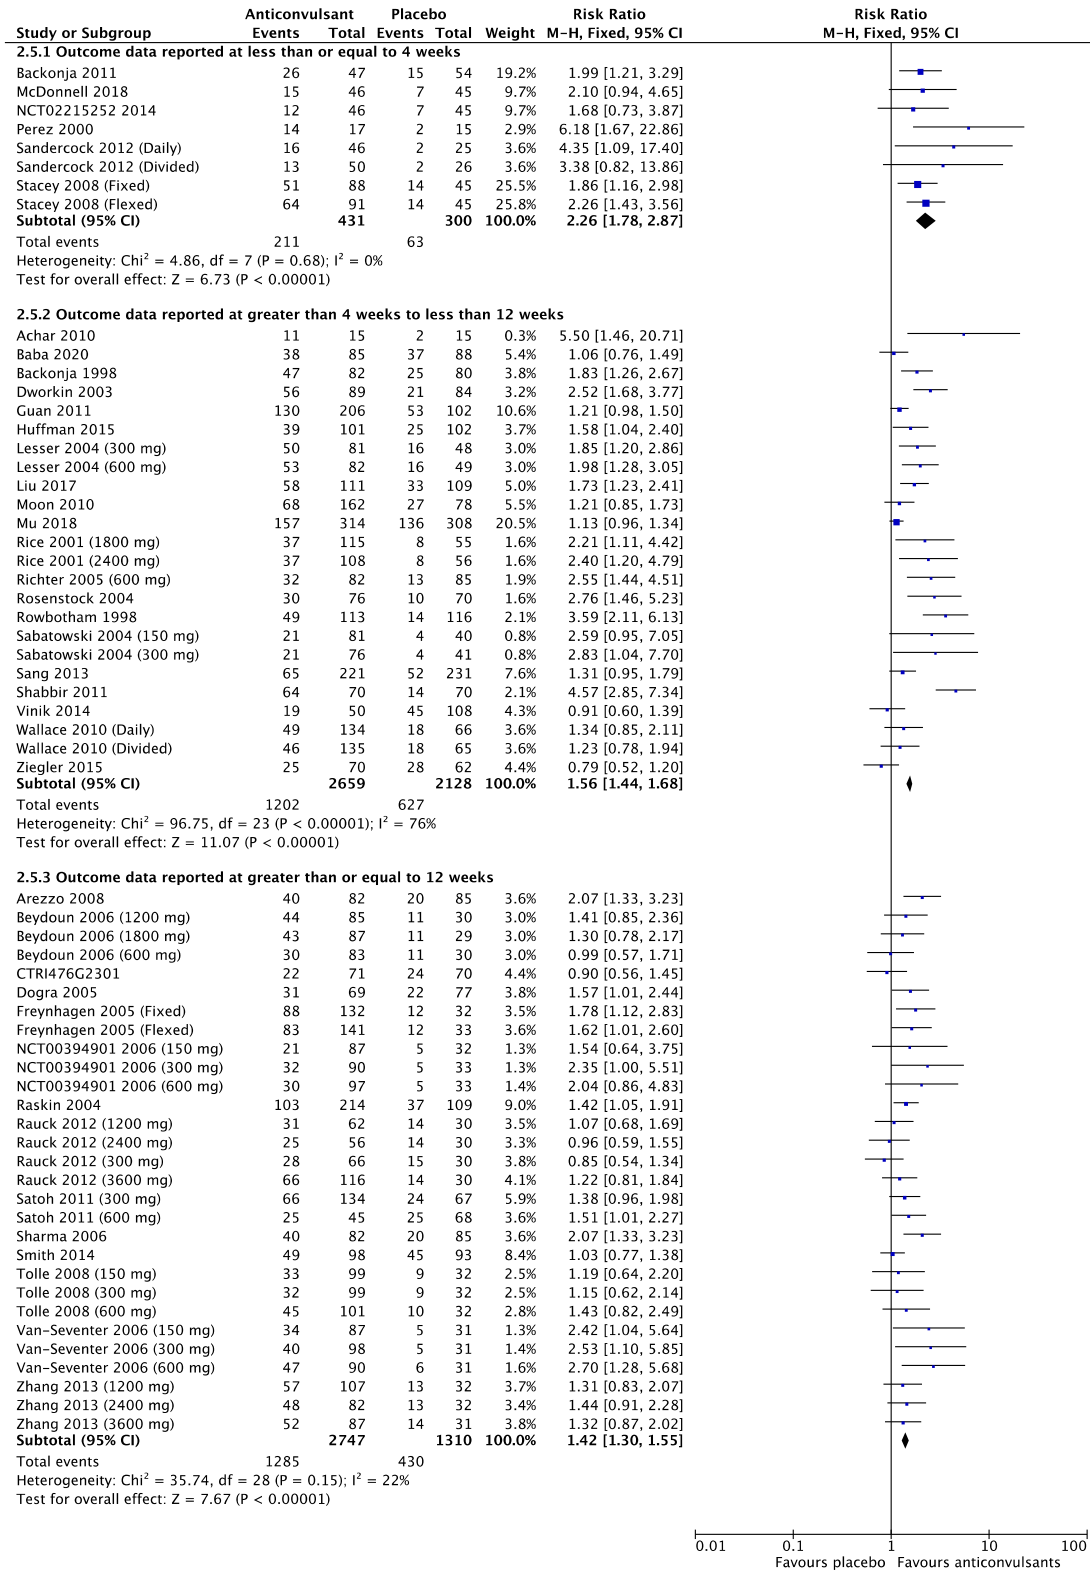 Anticonvulsant Placebo Risk Ratio Risk Ratio
Study or Subgroup Events Total Events Total Weight M-H, Fixed, 95% CI M-H, Fixed, 95% CI
2.5.1 Outcome data reported at less than or equal to 4 weeks
Backonja 2011 26 47 15 54 19.2% 1.99 [1.21, 3.29]
McDonnell 2018 15 46 7 45 9.7% 2.10 [0.94, 4.65]
NCT02215252 2014 12 46 7 45 9.7% 1.68 [0.73, 3.87]
Perez 2000 14 17 2 15 2.9% 6.18 [1.67, 22.86]
Sandercock 2012 (Daily) 16 46 2 25 3.6% 4.35 [1.09, 17.40]
Sandercock 2012 (Divided) 13 50 2 26 3.6% 3.38 [0.82, 13.86]
Stacey 2008 (Fixed) 51 88 14 45 25.5% 1.86 [1.16, 2.98]
Stacey 2008 (Flexed) 64 91 14 45 25.8% 2.26 [1.43, 3.56]
Subtotal (95% CI) 431 300 100.0% 2.26 [1.78, 2.87]
Total events 211 63
Heterogeneity: Chi² = 4.86, df = 7 (P = 0.68); I² = 0%
Test for overall effect: Z = 6.73 (P < 0.00001)
2.5.2 Outcome data reported at greater than 4 weeks to less than 12 weeks
Achar 2010 11 15 2 15 0.3% 5.50 [1.46, 20.71]
Baba 2020 38 85 37 88 5.4% 1.06 [0.76, 1.49]
Backonja 1998 47 82 25 80 3.8% 1.83 [1.26, 2.67]
Dworkin 2003 56 89 21 84 3.2% 2.52 [1.68, 3.77]
Guan 2011 130 206 53 102 10.6% 1.21 [0.98, 1.50]
Huffman 2015 39 101 25 102 3.7% 1.58 [1.04, 2.40]
Lesser 2004 (300 mg) 50 81 16 48 3.0% 1.85 [1.20, 2.86]
Lesser 2004 (600 mg) 53 82 16 49 3.0% 1.98 [1.28, 3.05]
Liu 2017 58 111 33 109 5.0% 1.73 [1.23, 2.41]
Moon 2010 68 162 27 78 5.5% 1.21 [0.85, 1.73]
Mu 2018 157 314 136 308 20.5% 1.13 [0.96, 1.34]
Rice 2001 (1800 mg) 37 115 8 55 1.6% 2.21 [1.11, 4.42]
Rice 2001 (2400 mg) 37 108 8 56 1.6% 2.40 [1.20, 4.79]
Richter 2005 (600 mg) 32 82 13 85 1.9% 2.55 [1.44, 4.51]
Rosenstock 2004 30 76 10 70 1.6% 2.76 [1.46, 5.23]
Rowbotham 1998 49 113 14 116 2.1% 3.59 [2.11, 6.13]
Sabatowski 2004 (150 mg) 21 81 4 40 0.8% 2.59 [0.95, 7.05]
Sabatowski 2004 (300 mg) 21 76 4 41 0.8% 2.83 [1.04, 7.70]
Sang 2013 65 221 52 231 7.6% 1.31 [0.95, 1.79]
Shabbir 2011 64 70 14 70 2.1% 4.57 [2.85, 7.34]
Vinik 2014 19 50 45 108 4.3% 0.91 [0.60, 1.39]
Wallace 2010 (Daily) 49 134 18 66 3.6% 1.34 [0.85, 2.11]
Wallace 2010 (Divided) 46 135 18 65 3.6% 1.23 [0.78, 1.94]
Ziegler 2015 25 70 28 62 4.4% 0.79 [0.52, 1.20]
Subtotal (95% CI) 2659 2128 100.0% 1.56 [1.44, 1.68]
Total events 1202 627
Heterogeneity: Chi² = 96.75, df = 23 (P < 0.00001); I² = 76%
Test for overall effect: Z = 11.07 (P < 0.00001)
2.5.3 Outcome data reported at greater than or equal to 12 weeks
Arezzo 2008 40 82 20 85 3.6% 2.07 [1.33, 3.23]
Beydoun 2006 (1200 mg) 44 85 11 30 3.0% 1.41 [0.85, 2.36]
Beydoun 2006 (1800 mg) 43 87 11 29 3.0% 1.30 [0.78, 2.17]
Beydoun 2006 (600 mg) 30 83 11 30 3.0% 0.99 [0.57, 1.71]
CTRI476G2301 22 71 24 70 4.4% 0.90 [0.56, 1.45]
Dogra 2005 31 69 22 77 3.8% 1.57 [1.01, 2.44]
Freynhagen 2005 (Fixed) 88 132 12 32 3.5% 1.78 [1.12, 2.83]
Freynhagen 2005 (Flexed) 83 141 12 33 3.6% 1.62 [1.01, 2.60]
NCT00394901 2006 (150 mg) 21 87 5 32 1.3% 1.54 [0.64, 3.75]
NCT00394901 2006 (300 mg) 32 90 5 33 1.3% 2.35 [1.00, 5.51]
NCT00394901 2006 (600 mg) 30 97 5 33 1.4% 2.04 [0.86, 4.83]
Raskin 2004 103 214 37 109 9.0% 1.42 [1.05, 1.91]
Rauck 2012 (1200 mg) 31 62 14 30 3.5% 1.07 [0.68, 1.69]
Rauck 2012 (2400 mg) 25 56 14 30 3.3% 0.96 [0.59, 1.55]
Rauck 2012 (300 mg) 28 66 15 30 3.8% 0.85 [0.54, 1.34]
Rauck 2012 (3600 mg) 66 116 14 30 4.1% 1.22 [0.81, 1.84]
Satoh 2011 (300 mg) 66 134 24 67 5.9% 1.38 [0.96, 1.98]
Satoh 2011 (600 mg) 25 45 25 68 3.6% 1.51 [1.01, 2.27]
Sharma 2006 40 82 20 85 3.6% 2.07 [1.33, 3.23]
Smith 2014 49 98 45 93 8.4% 1.03 [0.77, 1.38]
Tolle 2008 (150 mg) 33 99 9 32 2.5% 1.19 [0.64, 2.20]
Tolle 2008 (300 mg) 32 99 9 32 2.5% 1.15 [0.62, 2.14]
Tolle 2008 (600 mg) 45 101 10 32 2.8% 1.43 [0.82, 2.49]
Van-Seventer 2006 (150 mg) 34 87 5 31 1.3% 2.42 [1.04, 5.64]
Van-Seventer 2006 (300 mg) 40 98 5 31 1.4% 2.53 [1.10, 5.85]
Van-Seventer 2006 (600 mg) 47 90 6 31 1.6% 2.70 [1.28, 5.68]
Zhang 2013 (1200 mg) 57 107 13 32 3.7% 1.31 [0.83, 2.07]
Zhang 2013 (2400 mg) 48 82 13 32 3.4% 1.44 [0.91, 2.28]
Zhang 2013 (3600 mg) 52 87 14 31 3.8% 1.32 [0.87, 2.02]
Subtotal (95% CI) 2747 1310 100.0% 1.42 [1.30, 1.55]
Total events 1285 430
Heterogeneity: Chi² = 35.74, df = 28 (P = 0.15); I² = 22%
Test for overall effect: Z = 7.67 (P < 0.00001)
0.01 0.1 1 10 100
Favours placebo Favours anticonvulsants